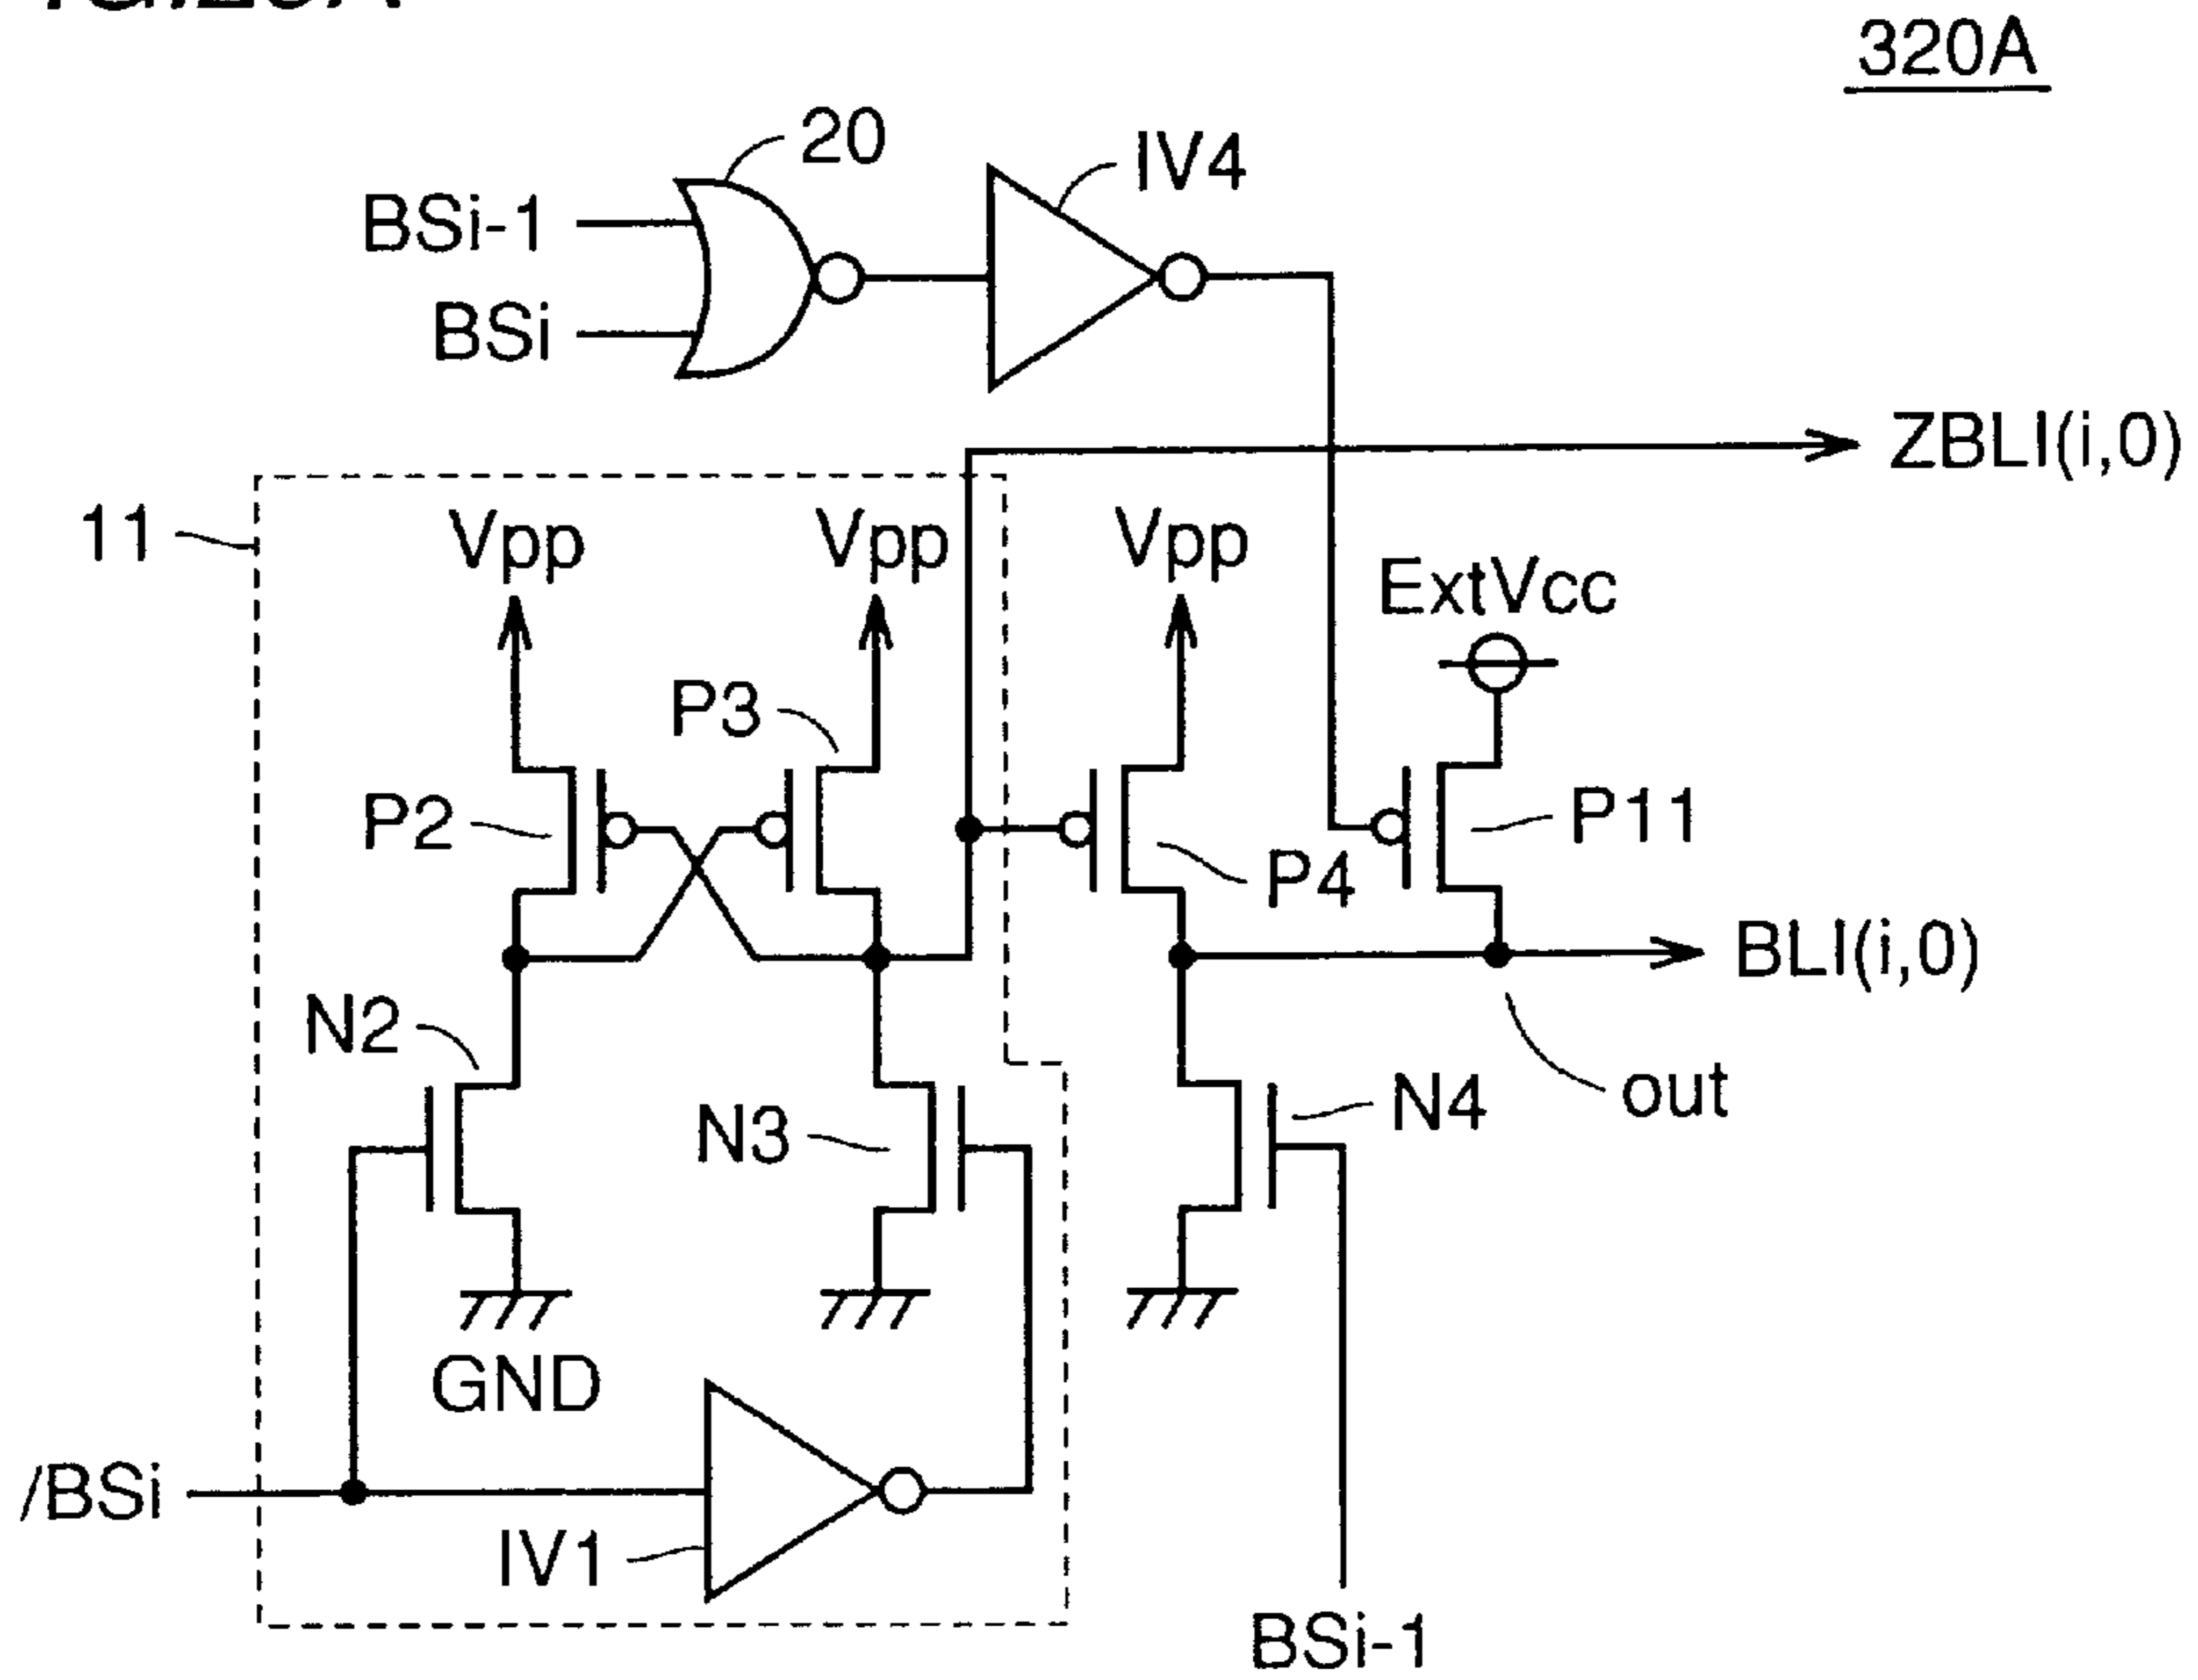 320A
20
IV4
BSi-1
BSi
ZBLI(i,0)
11
Vpp
Vpp
Vpp
ExtVcc
P3
P2
P11
P4
BLI(i,0)
N2
N3
N4
out
GND
/BSi
IV1
BSi-1